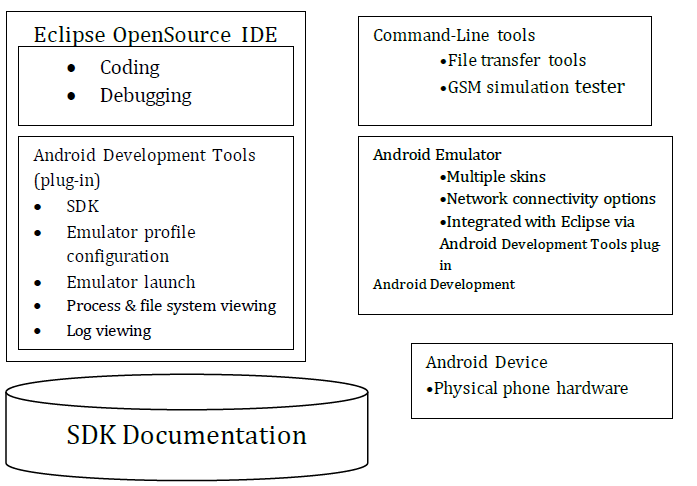 Eclipse OpenSource IDE
• Coding
• Debugging
Android Development Tools
(plug-in)
• SDK
• Emulator profile
configuration
• Emulator launch
• Process & file system viewing
• Log viewing
SDK Documentation
Command-Line tools
•File transfer tools
•GSM simulation tester
Android Emulator
•Multiple skins
•Network connectivity options
•Integrated with Eclipse via
Android Development Tools plug-
in
Android Development
Android Device
•Physical phone hardware